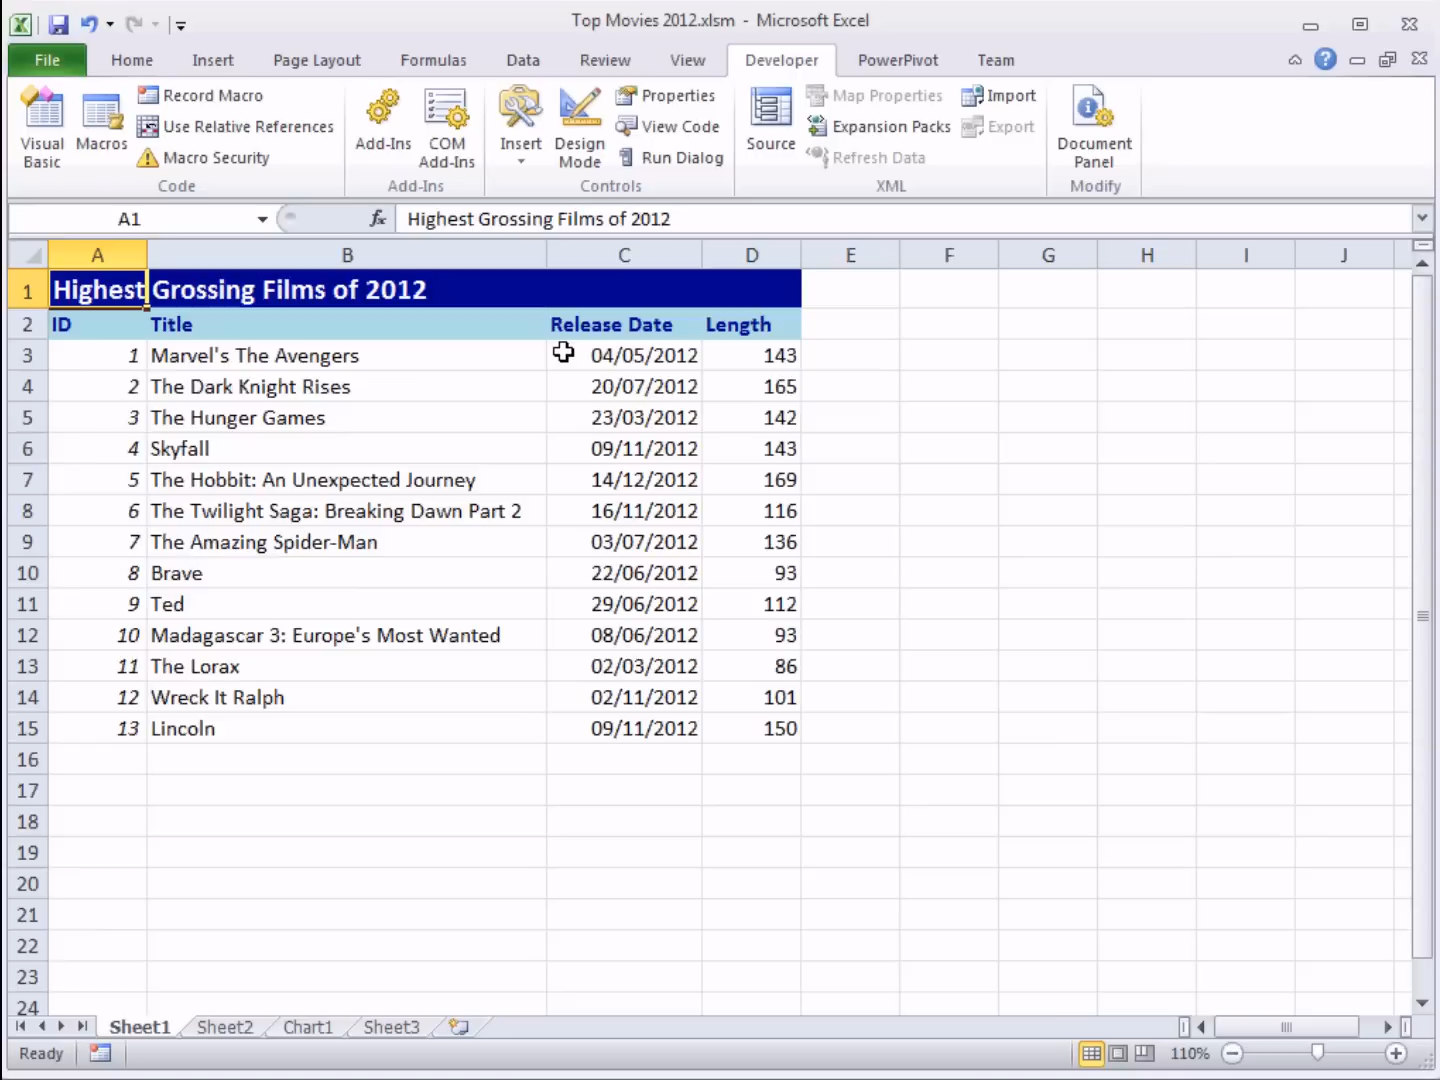 Top Movies 2012.xlsm - Microsoft Excel
File Home Insert Page Layout Formulas Data Review View Developer PowerPivot Team
Visual Basic
Macros
Record Macro
Use Relative References
Macro Security
Code
Add-Ins
COM Add-Ins
Add-Ins
Insert
Design Mode
Properties
View Code
Run Dialog
Controls
Source
Map Properties
Expansion Packs
Refresh Data
Import
Export
XML
Document Panel
Modify
A1 fx Highest Grossing Films of 2012
A B C D E F G H I J
1 Highest Grossing Films of 2012
2 ID Title Release Date Length
3 1 Marvel's The Avengers 04/05/2012 143
4 2 The Dark Knight Rises 20/07/2012 165
5 3 The Hunger Games 23/03/2012 142
6 4 Skyfall 09/11/2012 143
7 5 The Hobbit: An Unexpected Journey 14/12/2012 169
8 6 The Twilight Saga: Breaking Dawn Part 2 16/11/2012 116
9 7 The Amazing Spider-Man 03/07/2012 136
10 8 Brave 22/06/2012 93
11 9 Ted 29/06/2012 112
12 10 Madagascar 3: Europe's Most Wanted 08/06/2012 93
13 11 The Lorax 02/03/2012 86
14 12 Wreck It Ralph 02/11/2012 101
15 13 Lincoln 09/11/2012 150
16
17
18
19
20
21
22
23
24
Sheet1 Sheet2 Chart1 Sheet3
Ready 110%